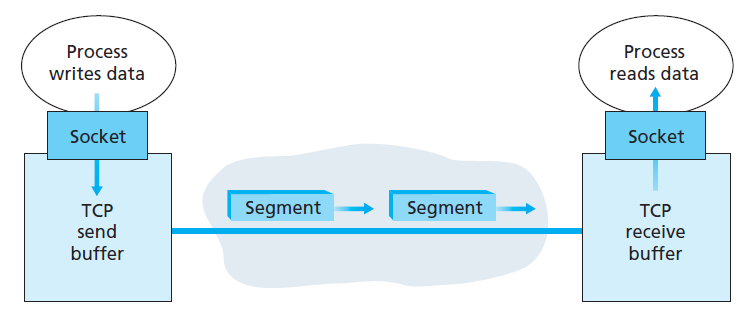 Process
writes data
Socket
TCP
send
buffer
Segment
Segment
Process
reads data
Socket
TCP
receive
buffer